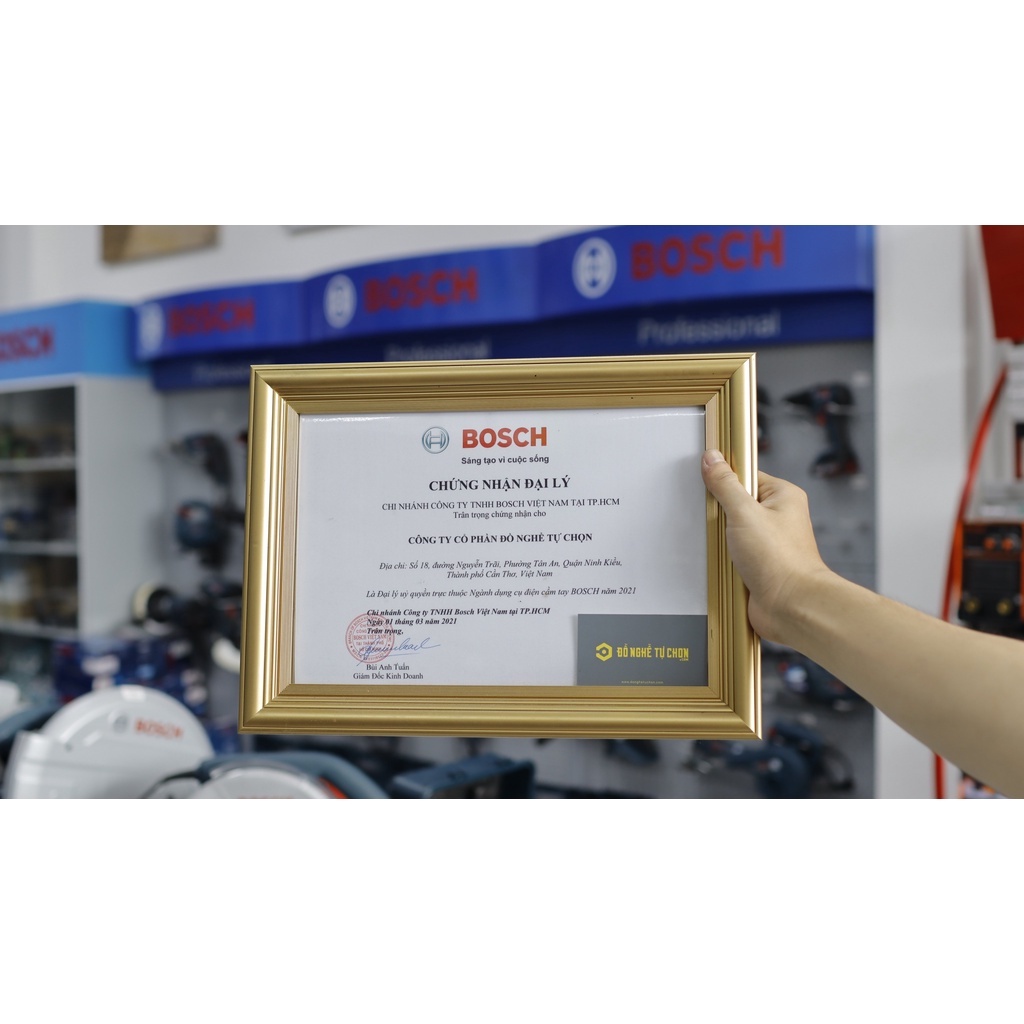 BOSCH
BOSCH
BOSCH
BOSCH
Professional
Professional
BOSCH
Sáng tạo vì cuộc sống
CHỨNG NHẬN ĐẠI LÝ
CHI NHÁNH CÔNG TY TNHH BOSCH VIỆT NAM TẠI TP.HCM
Trân trọng chứng nhận cho
CÔNG TY CỔ PHẦN ĐỒ NGHỀ TỰ CHỌN
Địa chỉ: Số 18, đường Nguyễn Trãi, Phường Tân An, Quận Ninh Kiều,
Thành phố Cần Thơ, Việt Nam
Là Đại lý uỷ quyền trực thuộc Ngành dụng cụ điện cầm tay BOSCH năm 2021
Chi nhánh Công ty TNHH Bosch Việt Nam tại TP.HCM
Ngày 01 tháng 03 năm 2021
Trân trọng,
Bùi Anh Tuấn
Giám Đốc Kinh Doanh
ĐỒ NGHỀ TỰ CHỌN
BOSCH